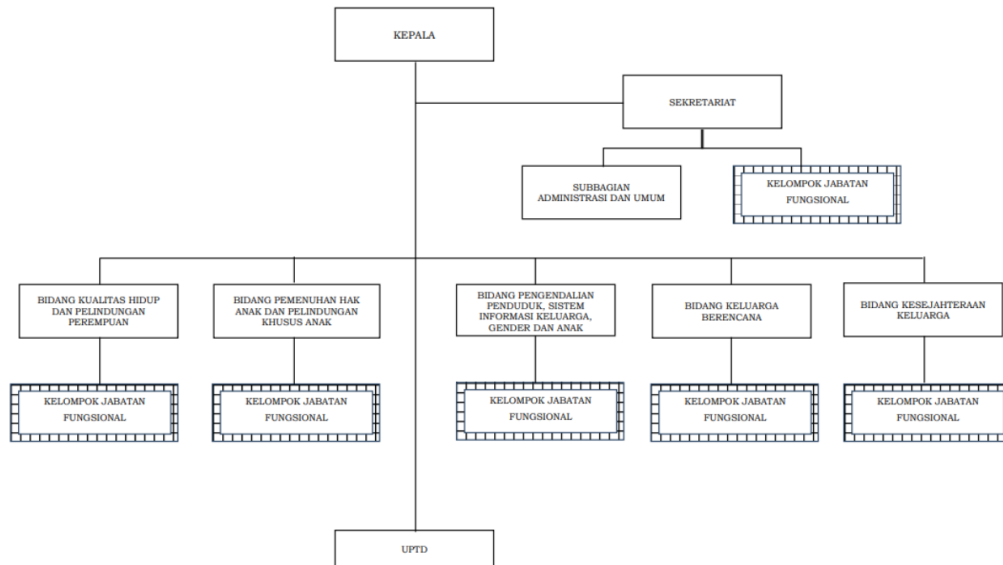 KEPALA
SEKRETARIAT
SUBBAGIAN
ADMINISTRASI DAN UMUM
KELOMPOK JABATAN
FUNGSIONAL
BIDANG KUALITAS HIDUP
DAN PELINDUNGAN
PEREMPUAN
BIDANG PEMENUHAN HAK
ANAK DAN PELINDUNGAN
KHUSUS ANAK
BIDANG PENGENDALIAN
PENDUDUK, SISTEM
INFORMASI KELUARGA,
GENDER DAN ANAK
BIDANG KELUARGA
BERENCANA
BIDANG KESEJAHTERAAN
KELUARGA
KELOMPOK JABATAN
FUNGSIONAL
KELOMPOK JABATAN
FUNGSIONAL
KELOMPOK JABATAN
FUNGSIONAL
KELOMPOK JABATAN
FUNGSIONAL
KELOMPOK JABATAN
FUNGSIONAL
UPTD